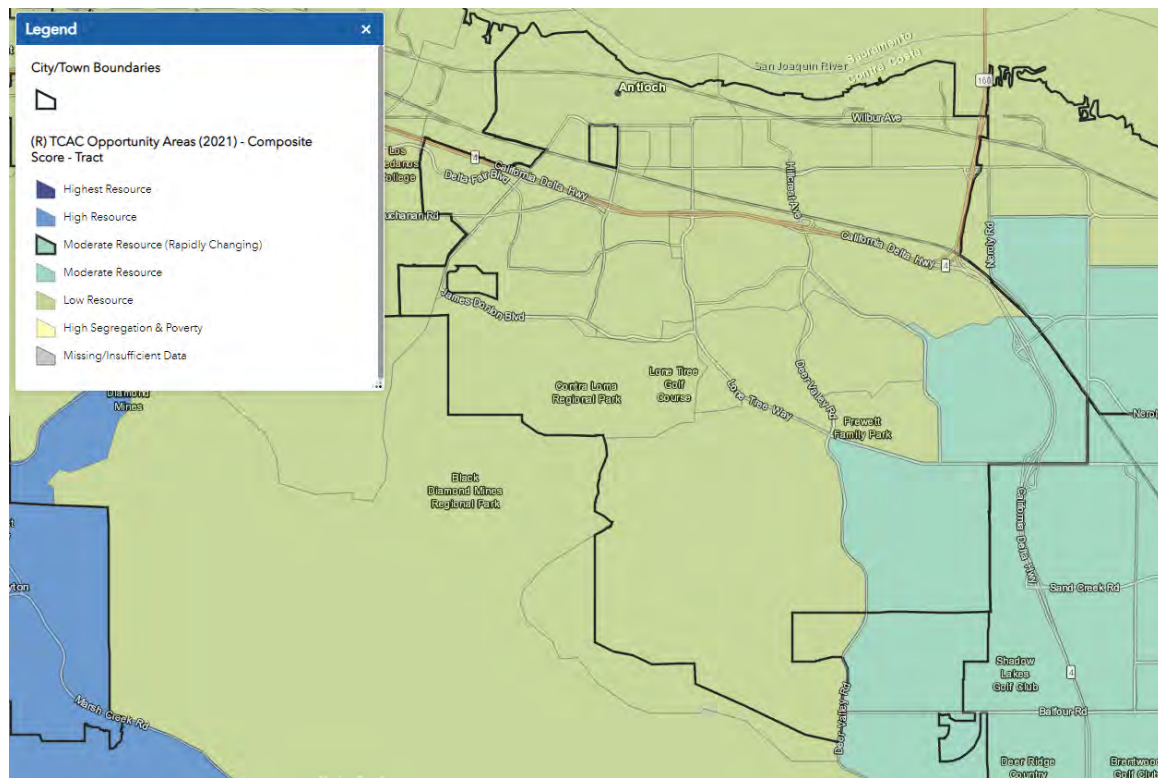 Legend
×
City/Town Boundaries
(R) TCAC Opportunity Areas (2021) - Composite
Score - Tract
Highest Resource
High Resource
Moderate Resource (Rapidly Changing)
Moderate Resource
Low Resource
High Segregation & Poverty
Missing/Insufficient Data
Sacramento
San Joaquin River
Contra Costa
160
Antioch
Wilbur Ave
Los
College
4
Delta Fair Blvd
California Delta Hwy
Hillcrest Ave
uchanan Rd
California Delta Hwy
4
Neroly Rd
James Donlon Blvd
Contra Loma
Regional Park
Lone Tree
Golf
Course
Lone Tree Way
Deer Valley Rd
Prewett
Family Park
Neroly
Diamond
Mines
Black
Diamond Mines
Regional Park
California Delta Hwy
Sand Creek Rd
yton
Shadow
Lakes
Golf Club
4
Marsh Creek Rd
Deer Valley Rd
Balfour Rd
Deer Ridge
Country
Brentwood
Golf Club